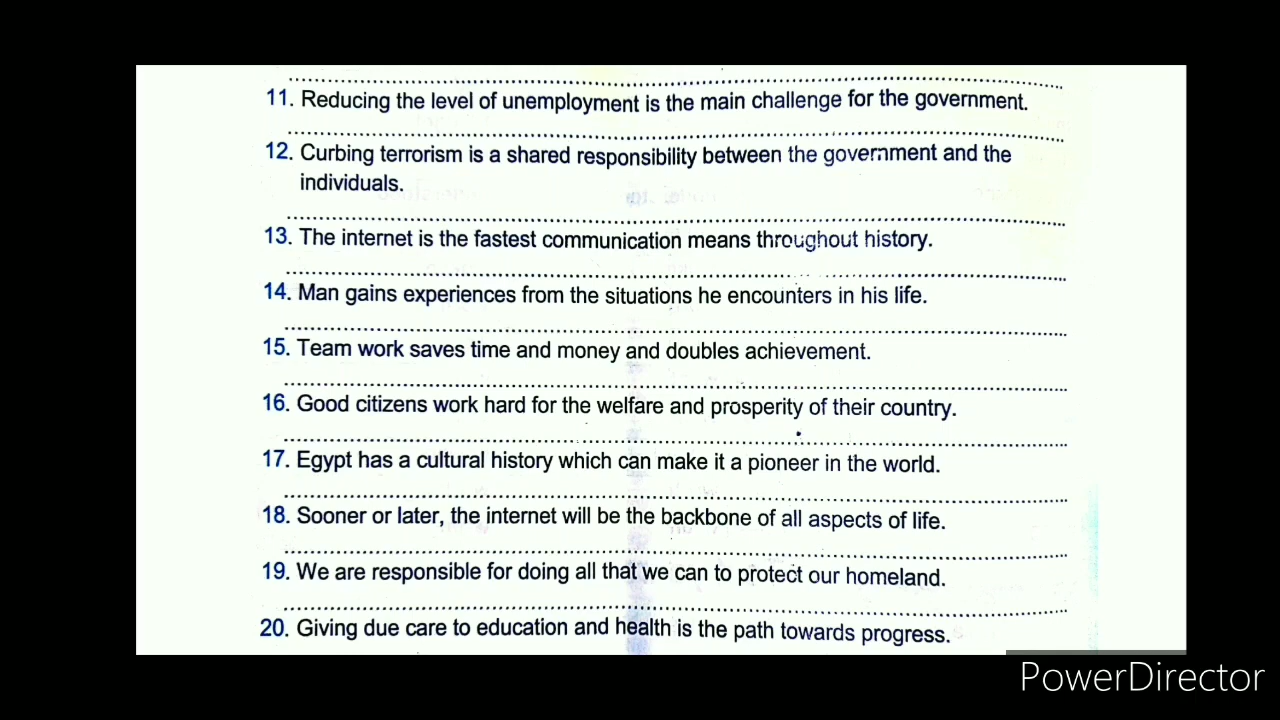 11. Reducing the level of unemployment is the main challenge for the government.
12. Curbing terrorism is a shared responsibility between the government and the
individuals.
13. The internet is the fastest communication means throughout history.
14. Man gains experiences from the situations he encounters in his life.
15. Team work saves time and money and doubles achievement.
16. Good citizens work hard for the welfare and prosperity of their country.
17. Egypt has a cultural history which can make it a pioneer in the world.
18. Sooner or later, the internet will be the backbone of all aspects of life.
19. We are responsible for doing all that we can to protect our homeland.
20. Giving due care to education and health is the path towards progress.
PowerDirector